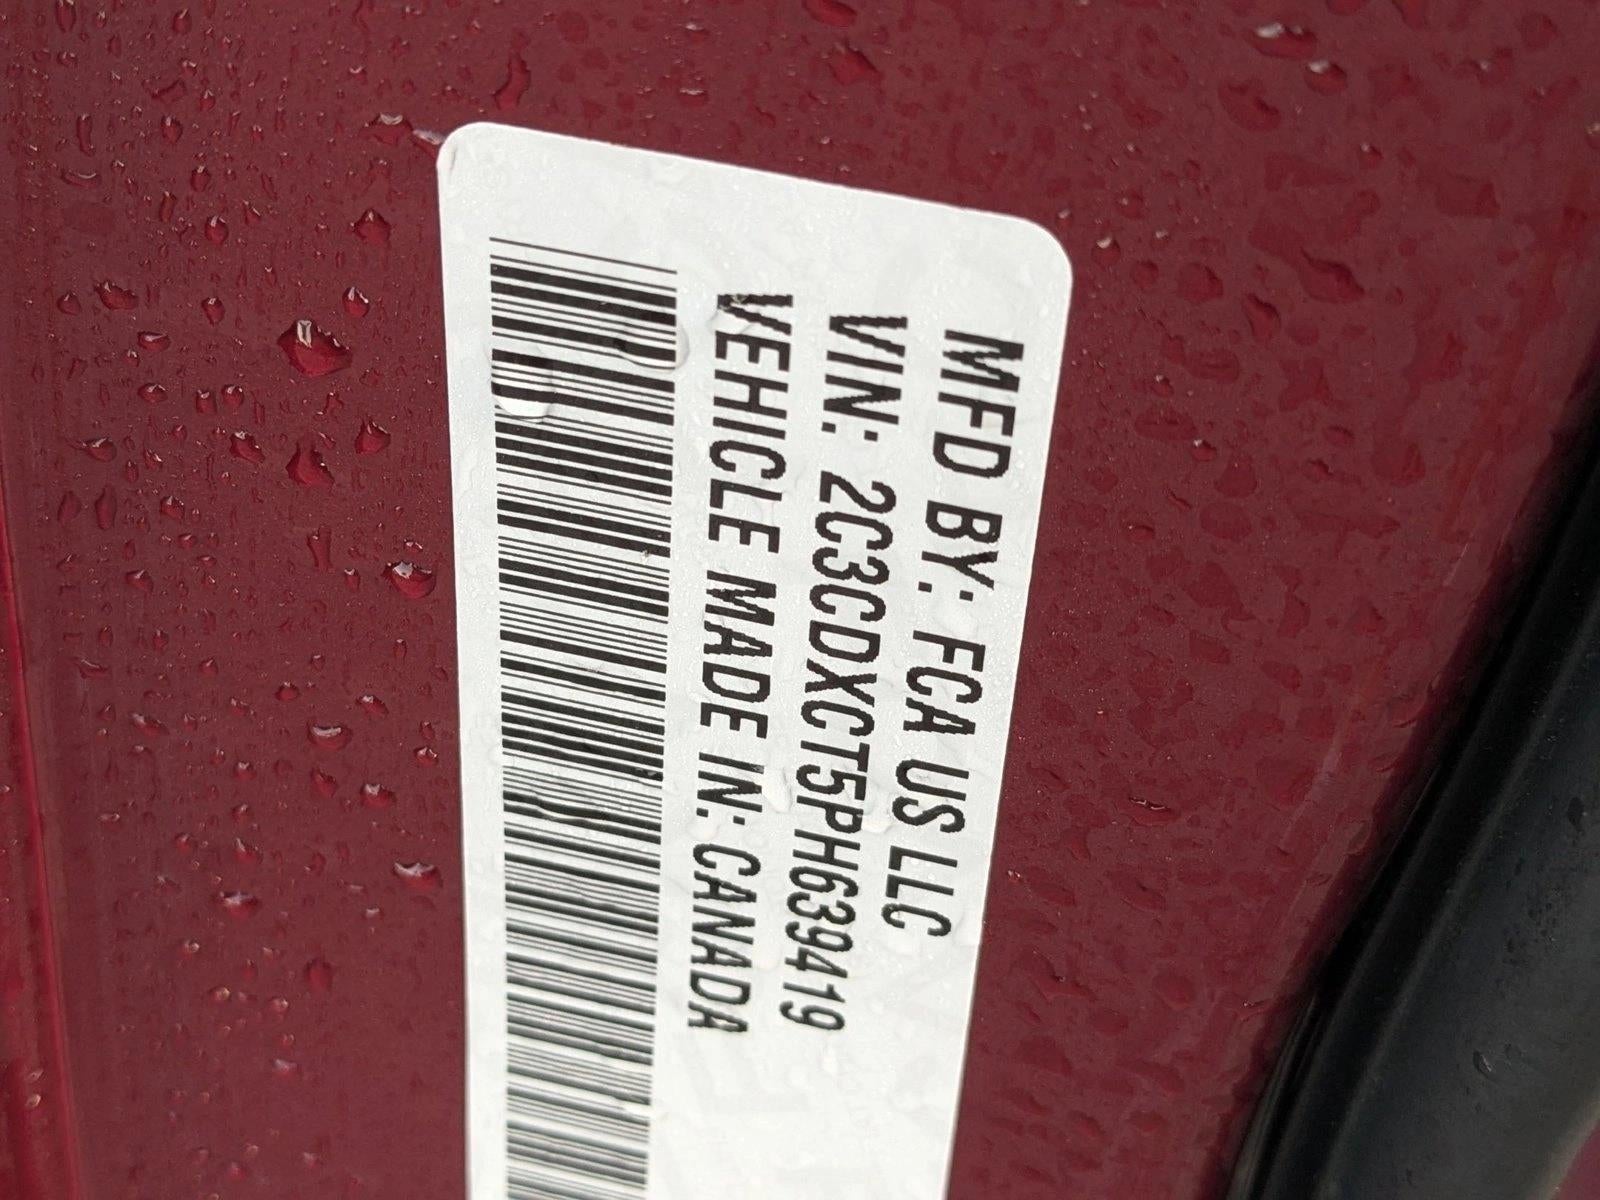 MFD BY: FCA US LLC
VIN: 2C3CDXCT5PH639419
VEHICLE MADE IN: CANADA